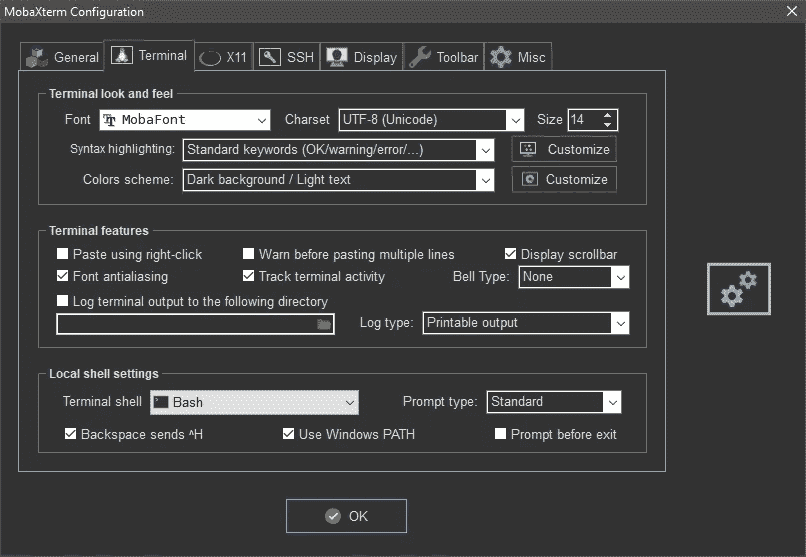 MobaXterm Configuration
General Terminal X11 SSH Display Toolbar Misc
Terminal look and feel
Font MobaFont Charset UTF-8 (Unicode) Size 14
Syntax highlighting: Standard keywords (OK/warning/error/...) Customize
Colors scheme: Dark background / Light text Customize
Terminal features
Paste using right-click Warn before pasting multiple lines Display scrollbar
Font antialiasing Track terminal activity Bell Type: None
Log terminal output to the following directory
Log type: Printable output
Local shell settings
Terminal shell Bash Prompt type: Standard
Backspace sends ^H Use Windows PATH Prompt before exit
OK